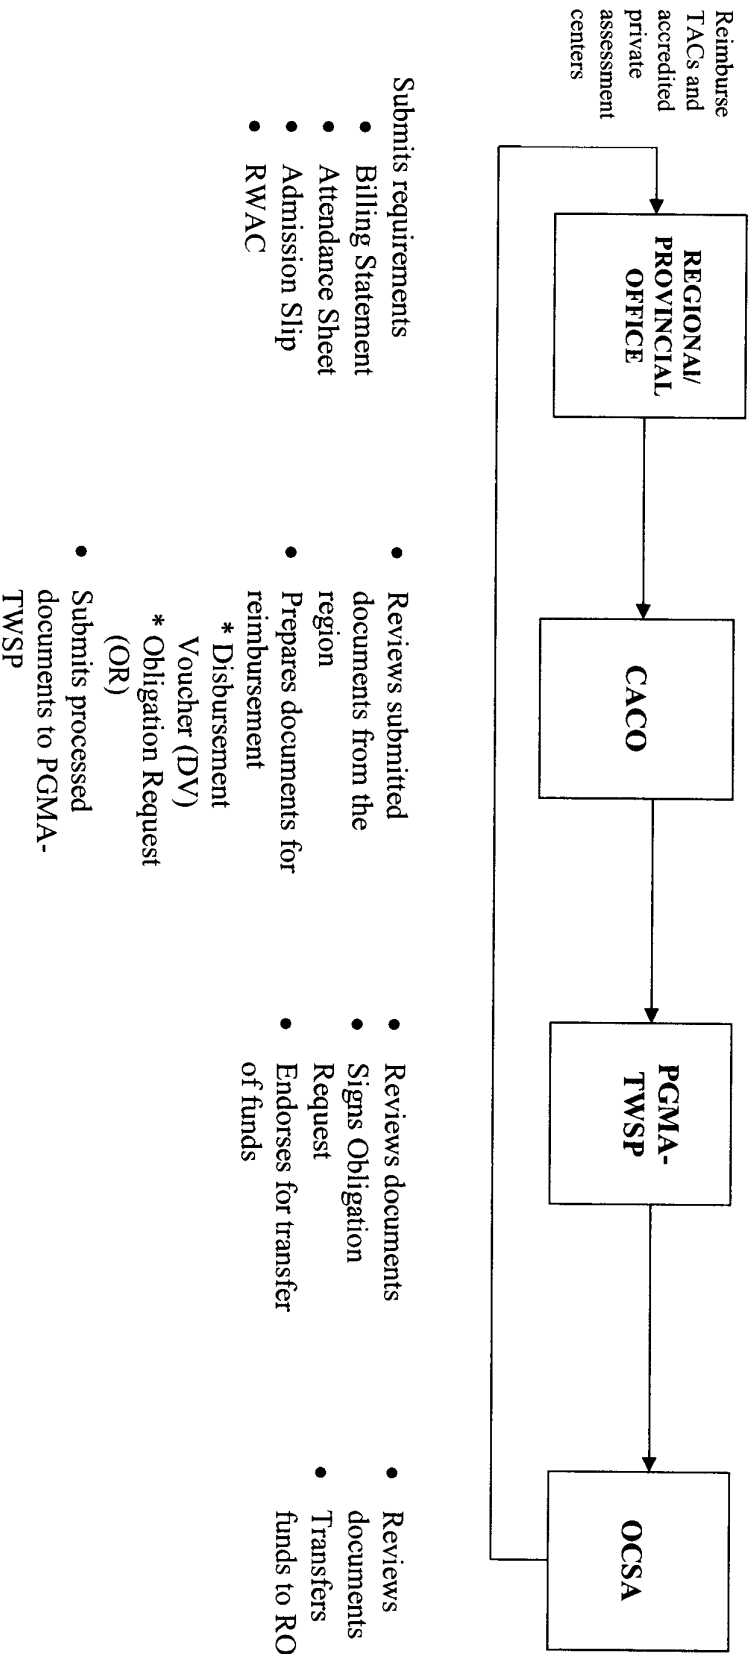 Reimburse
TACs and
accredited
private
assessment
centers
REGIONAl/
PROVINCIAL
OFFICE
CACO
PGMA-
TWSP
OCSA
Submits requirements
• Billing Statement
• Attendance Sheet
• Admission Slip
• RWAC
• Reviews submitted
documents from the
region
• Prepares documents for
reimbursement
* Disbursement
Voucher (DV)
* Obligation Request
(OR)
• Submits processed
documents to PGMA-
TWSP
• Reviews documents
• Signs Obligation
Request
• Endorses for transfer
of funds
• Reviews
documents
• Transfers
funds to RO